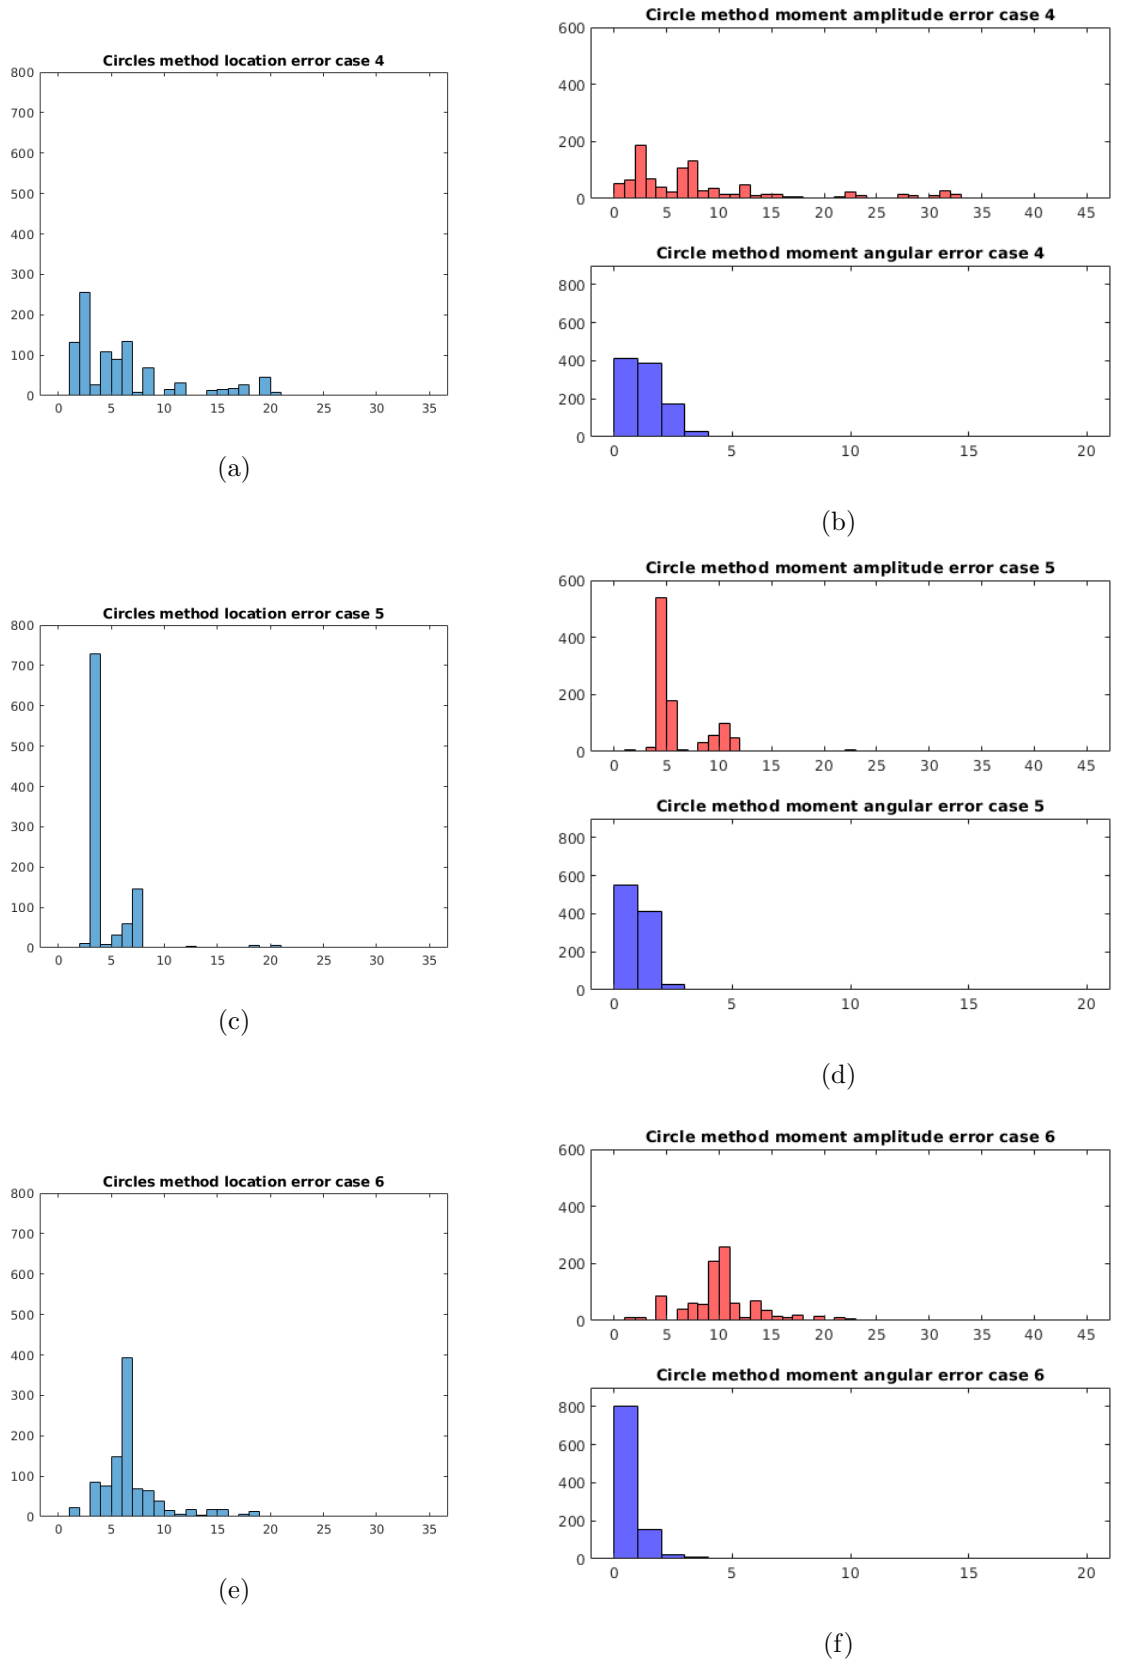 Circles method location error case 4
800
700
600
500
400
300
200
100
0
0 5 10 15 20 25 30 35
(a)
Circle method moment amplitude error case 4
600
400
200
0
0 5 10 15 20 25 30 35 40 45
Circle method moment angular error case 4
800
600
400
200
0
0 5 10 15 20
(b)
Circles method location error case 5
800
700
600
500
400
300
200
100
0
0 5 10 15 20 25 30 35
(c)
Circle method moment amplitude error case 5
600
400
200
0
0 5 10 15 20 25 30 35 40 45
Circle method moment angular error case 5
800
600
400
200
0
0 5 10 15 20
(d)
Circles method location error case 6
800
700
600
500
400
300
200
100
0
0 5 10 15 20 25 30 35
(e)
Circle method moment amplitude error case 6
600
400
200
0
0 5 10 15 20 25 30 35 40 45
Circle method moment angular error case 6
800
600
400
200
0
0 5 10 15 20
(f)